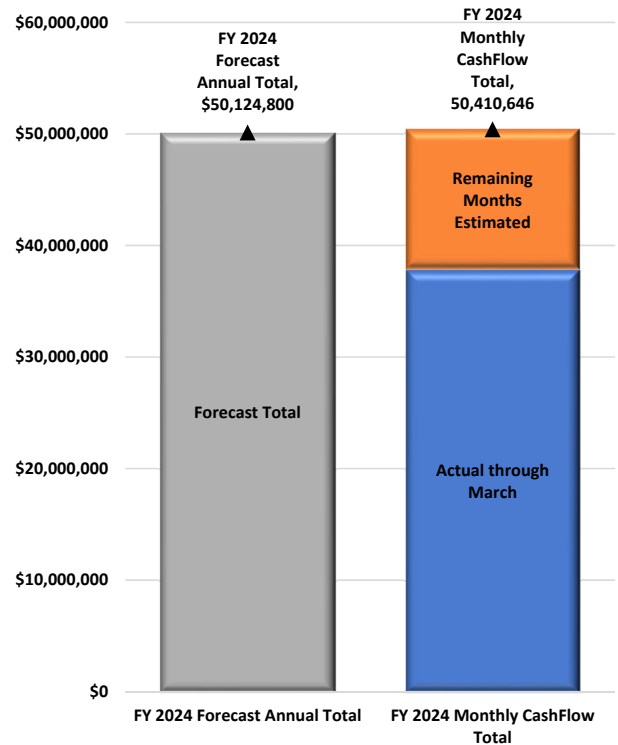 $60,000,000
$50,000,000
$40,000,000
$30,000,000
$20,000,000
$10,000,000
$0
FY 2024
Forecast
Annual Total,
$50,124,800
FY 2024
Monthly
CashFlow
Total,
50,410,646
Forecast Total
Remaining
Months
Estimated
Actual through
March
FY 2024 Forecast Annual Total
FY 2024 Monthly CashFlow
Total